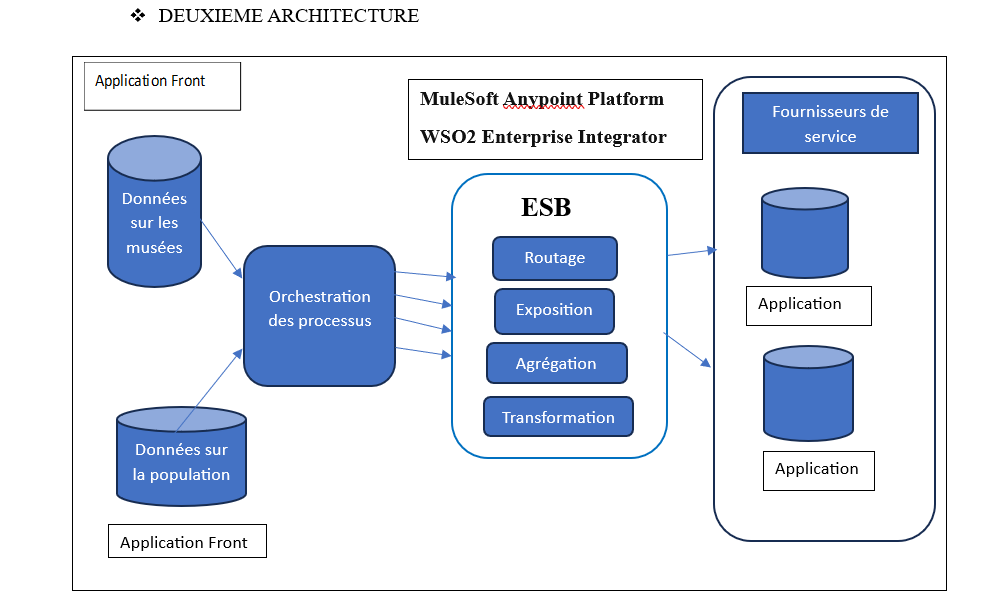 ❖ DEUXIEME ARCHITECTURE
Application Front
MuleSoft Anypoint Platform
WSO2 Enterprise Integrator
Fournisseurs de
service
Données
sur les
musées
ESB
Routage
Exposition
Agrégation
Transformation
Orchestration
des processus
Application
Données sur
la population
Application
Application Front